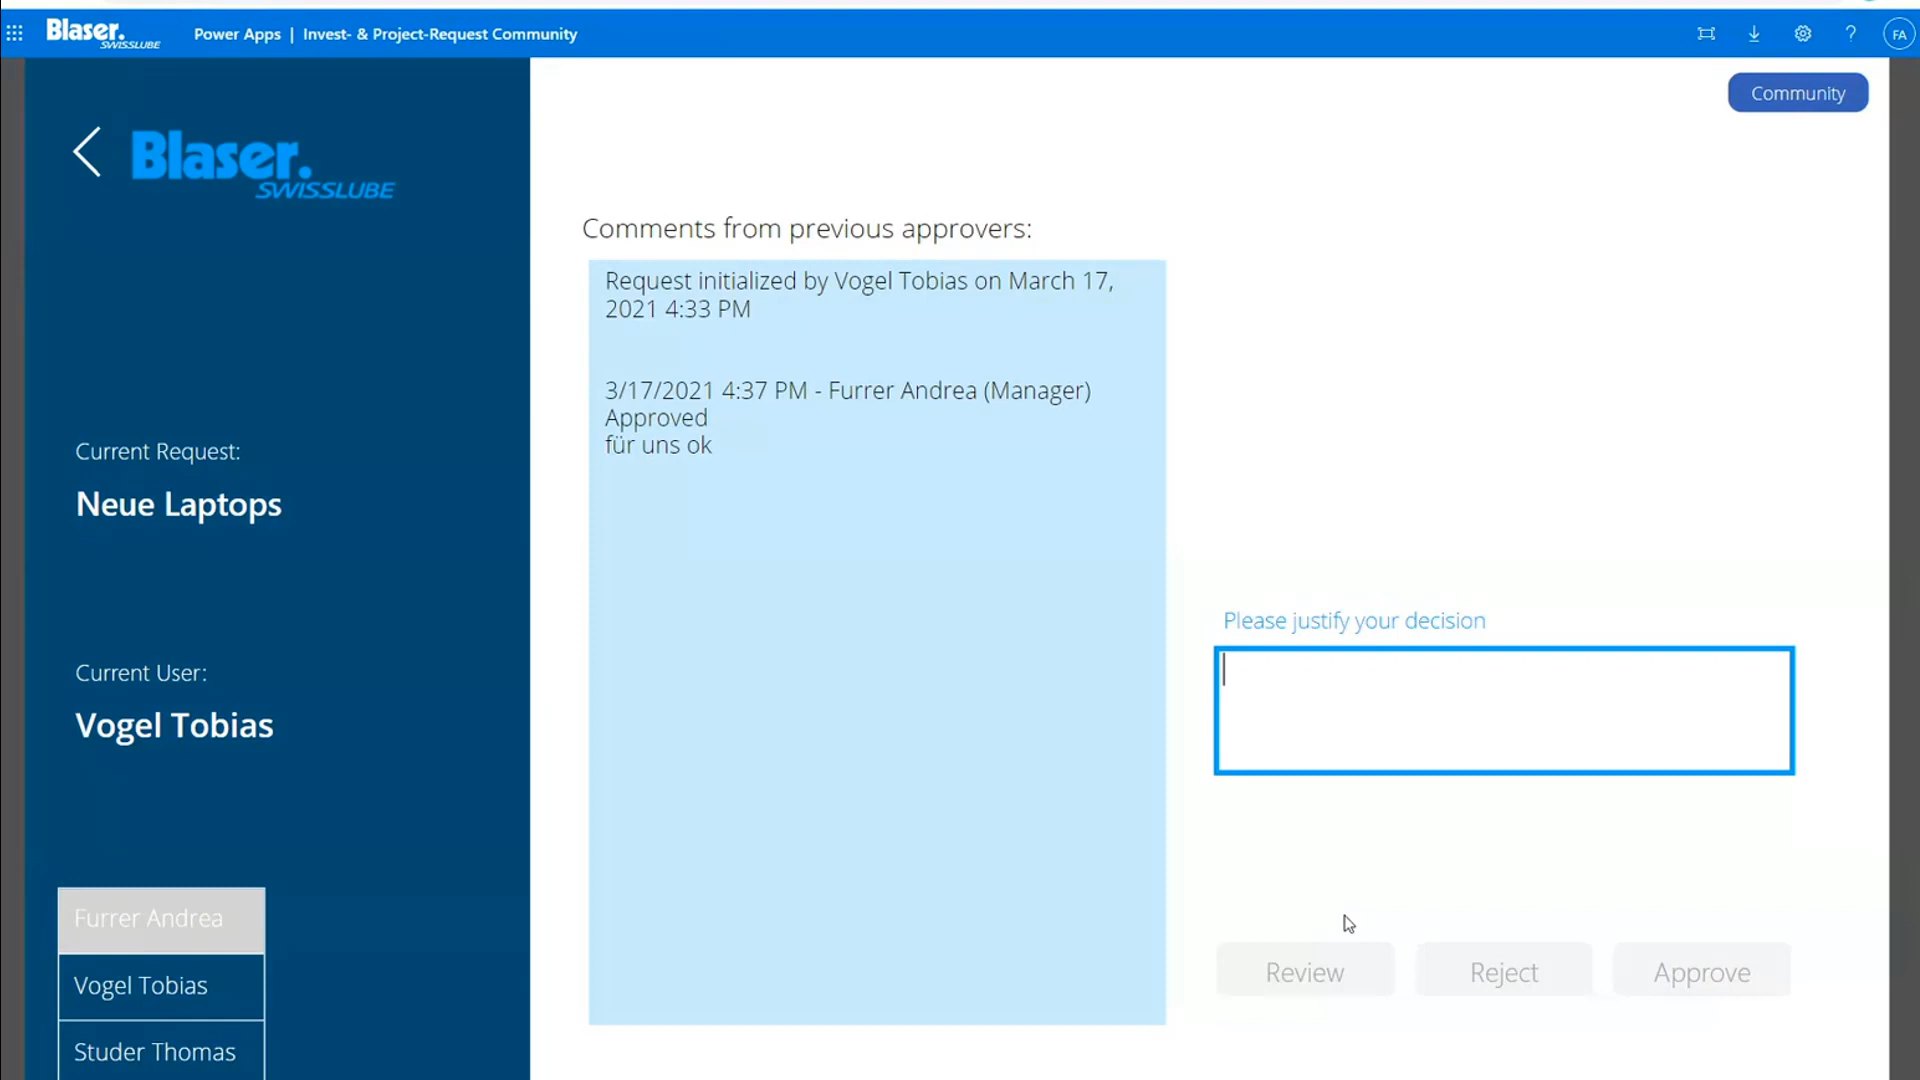 Blaser.
SWISSLUBE
Power Apps | Invest- & Project-Request Community
?
FA
Community
Blaser.
SWISSLUBE
Comments from previous approvers:
Request initialized by Vogel Tobias on March 17,
2021 4:33 PM
3/17/2021 4:37 PM - Furrer Andrea (Manager)
Approved
für uns ok
Current Request:
Neue Laptops
Please justify your decision
Current User:
Vogel Tobias
Furrer Andrea
Vogel Tobias
Studer Thomas
Review
Reject
Approve